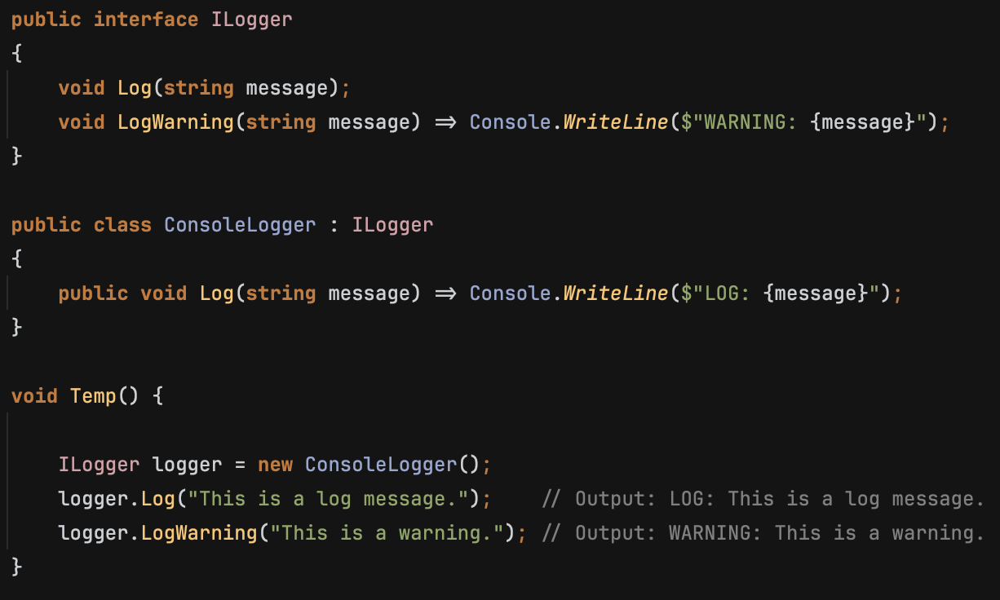 public interface ILogger
{
    void Log(string message);
    void LogWarning(string message) => Console.WriteLine($"WARNING: {message}");
}

public class ConsoleLogger : ILogger
{
    public void Log(string message) => Console.WriteLine($"LOG: {message}");
}

void Temp() {

    ILogger logger = new ConsoleLogger();
    logger.Log("This is a log message.");    // Output: LOG: This is a log message.
    logger.LogWarning("This is a warning."); // Output: WARNING: This is a warning.
}